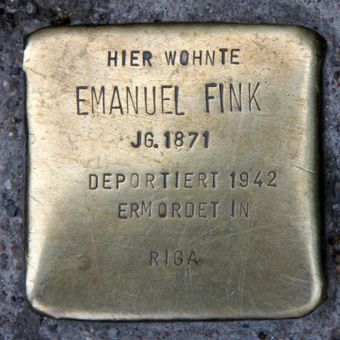 HIER WOHNTE
EMANUEL FINK
JG. 1871
DEPORTIERT 1942
ERMORDET IN
RIGA